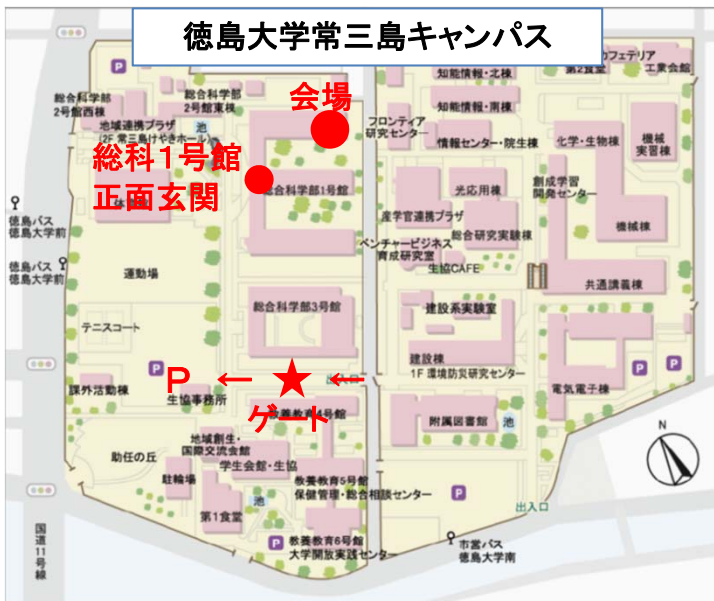 徳島大学常三島キャンパス
P
総合科学部
2号館西棟
総合科学部
2号館東棟
地域連携プラザ
(2F 常三島けやきホール)
池
会場
総科1号館
正面玄関
総合科学部1号館
徳島バス
徳島大学前
徳島バス
徳島大学前
運動場
テニスコート
総合科学部3号館
P
P ← ★ ←
ゲート
出入口
課外活動棟
生協事務所
教養教育4号館
助任の丘
地域創生・
国際交流会館
学生会館・生協
駐輪場
第1食堂
池
教養教育5号館
保健管理・総合相談センター
P
教養教育6号館
大学開放実践センター
国道11号線
カフェテリア
第2食堂
工業会館
知能情報・北棟
知能情報・南棟
フロンティア
研究センター
情報センター・院生棟
化学・生物棟
機械
実習棟
光応用棟
創成学習
開発センター
産学官連携プラザ
総合研究実験棟
機械棟
ベンチャービジネス
育成研究室
生協CAFE
共通講義棟
建設系実験室
建設棟
1F 環境防災研究センター
P
P
電気電子棟
附属図書館
池
N
P
出入口
市営バス
徳島大学南